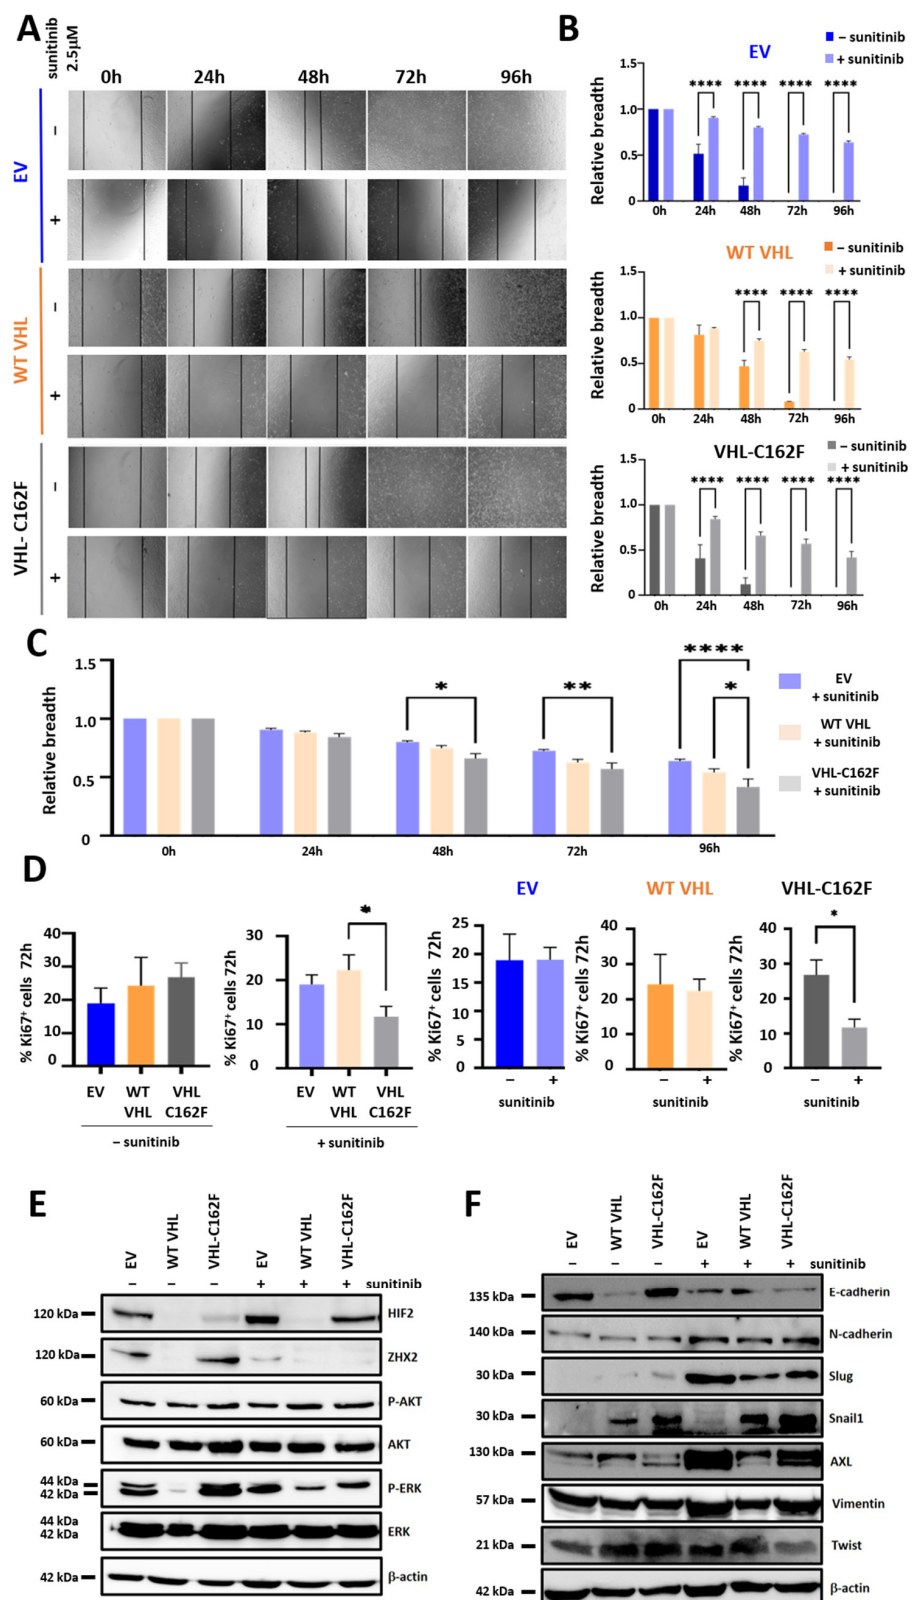 A
sunitinib
2.5µM
0h 24h 48h 72h 96h
EV
–
+
WT VHL
–
+
VHL- C162F
–
+
B
EV
– sunitinib
+ sunitinib
Relative breadth
1.5
1.0
0.5
0
**** **** **** ****
0h 24h 48h 72h 96h
WT VHL
– sunitinib
+ sunitinib
Relative breadth
1.5
1.0
0.5
0
**** **** ****
0h 24h 48h 72h 96h
VHL-C162F
– sunitinib
+ sunitinib
Relative breadth
1.5
1.0
0.5
0
**** **** **** ****
0h 24h 48h 72h 96h
C
Relative breadth
1.5
1.0
0.5
0
* ** **** *
0h 24h 48h 72h 96h
EV
+ sunitinib
WT VHL
+ sunitinib
VHL-C162F
+ sunitinib
D
% Ki67+ cells 72h
40
30
20
10
0
EV WT VHL VHL C162F
– sunitinib
% Ki67+ cells 72h
30
20
10
0
*
EV WT VHL VHL C162F
+ sunitinib
EV
% Ki67+ cells 72h
25
20
15
10
5
0
– +
sunitinib
WT VHL
% Ki67+ cells 72h
40
30
20
10
0
– +
sunitinib
VHL-C162F
% Ki67+ cells 72h
40
30
20
10
0
*
– +
sunitinib
E
EV WT VHL VHL-C162F EV WT VHL VHL-C162F
– – – + + + sunitinib
120 kDa HIF2
120 kDa ZHX2
60 kDa P-AKT
60 kDa AKT
44 kDa
42 kDa P-ERK
44 kDa
42 kDa ERK
42 kDa β-actin
F
EV WT VHL VHL-C162F EV WT VHL VHL-C162F
– – – + + + sunitinib
135 kDa E-cadherin
140 kDa N-cadherin
30 kDa Slug
30 kDa Snail1
130 kDa AXL
57 kDa Vimentin
21 kDa Twist
42 kDa β-actin